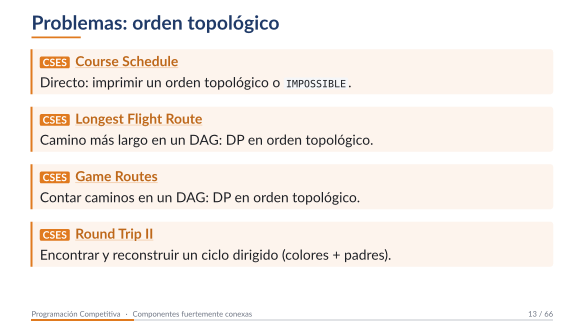 Problemas: orden topológico
CSES Course Schedule
Directo: imprimir un orden topológico o IMPOSSIBLE.
CSES Longest Flight Route
Camino más largo en un DAG: DP en orden topológico.
CSES Game Routes
Contar caminos en un DAG: DP en orden topológico.
CSES Round Trip II
Encontrar y reconstruir un ciclo dirigido (colores + padres).
Programación Competitiva · Componentes fuertemente conexas
13 / 66